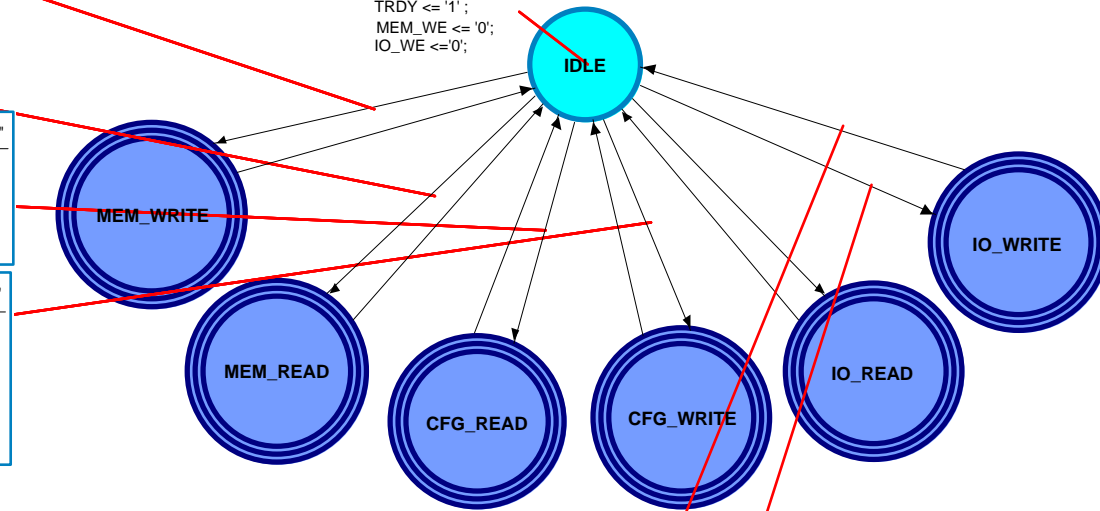 TRDY <= '1' ;
MEM_WE <= '0';
IO_WE <='0';
IDLE
MEM_WRITE
IO_WRITE
MEM_READ
IO_READ
CFG_READ
CFG_WRITE